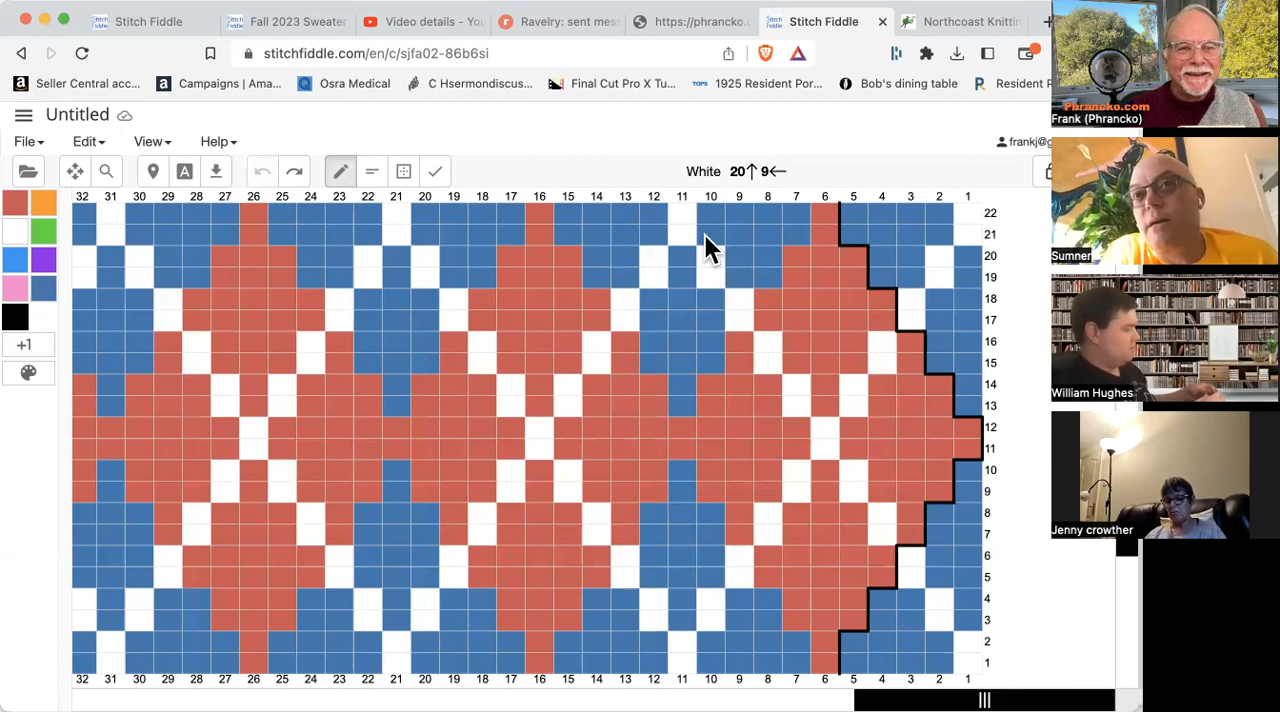 Stitch Fiddle
Fall 2023 Sweater
Video details - You
Ravelry: sent mess
https://phrancko.c
Stitch Fiddle
Northcoast Knittin
stitchfiddle.com/en/c/sjfa02-86b6si
Seller Central acc...
Campaigns | Ama...
Osra Medical
C Hsermondiscus...
Final Cut Pro X Tu...
TOPS 1925 Resident Por...
Bob's dining table
Resident P
Untitled
File Edit View Help
frankj@g
White 20↑ 9←
+1
32 31 30 29 28 27 26 25 24 23 22 21 20 19 18 17 16 15 14 13 12 11 10 9 8 7 6 5 4 3 2 1
22
21
20
19
18
17
16
15
14
13
12
11
10
9
8
7
6
5
4
3
2
1
32 31 30 29 28 27 26 25 24 23 22 21 20 19 18 17 16 15 14 13 12 11 10 9 8 7 6 5 4 3 2 1
Phrancko.com
Frank (Phrancko)
Sumner
William Hughes
Jenny crowther